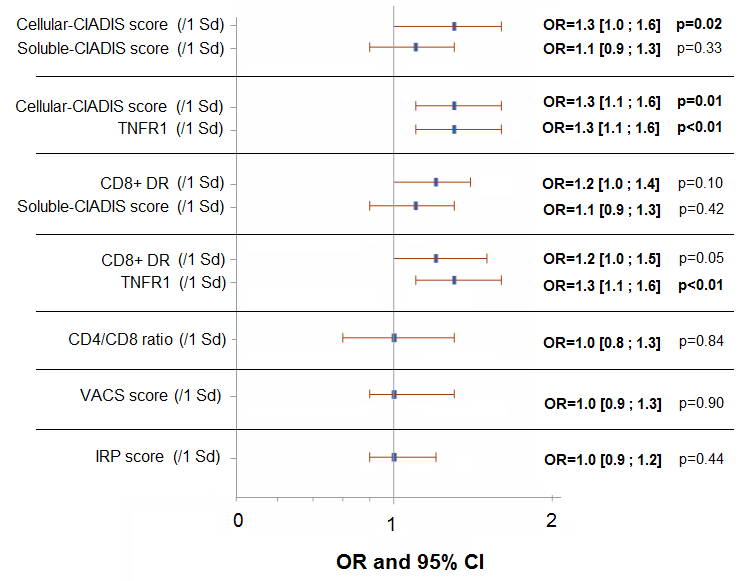 Cellular-CIADIS score (/1 Sd) OR=1.3 [1.0 ; 1.6] p=0.02
Soluble-CIADIS score (/1 Sd) OR=1.1 [0.9 ; 1.3] p=0.33
Cellular-CIADIS score (/1 Sd) OR=1.3 [1.1 ; 1.6] p=0.01
TNFR1 (/1 Sd) OR=1.3 [1.1 ; 1.6] p<0.01
CD8+ DR (/1 Sd) OR=1.2 [1.0 ; 1.4] p=0.10
Soluble-CIADIS score (/1 Sd) OR=1.1 [0.9 ; 1.3] p=0.42
CD8+ DR (/1 Sd) OR=1.2 [1.0 ; 1.5] p=0.05
TNFR1 (/1 Sd) OR=1.3 [1.1 ; 1.6] p<0.01
CD4/CD8 ratio (/1 Sd) OR=1.0 [0.8 ; 1.3] p=0.84
VACS score (/1 Sd) OR=1.0 [0.9 ; 1.3] p=0.90
IRP score (/1 Sd) OR=1.0 [0.9 ; 1.2] p=0.44
0 1 2
OR and 95% CI